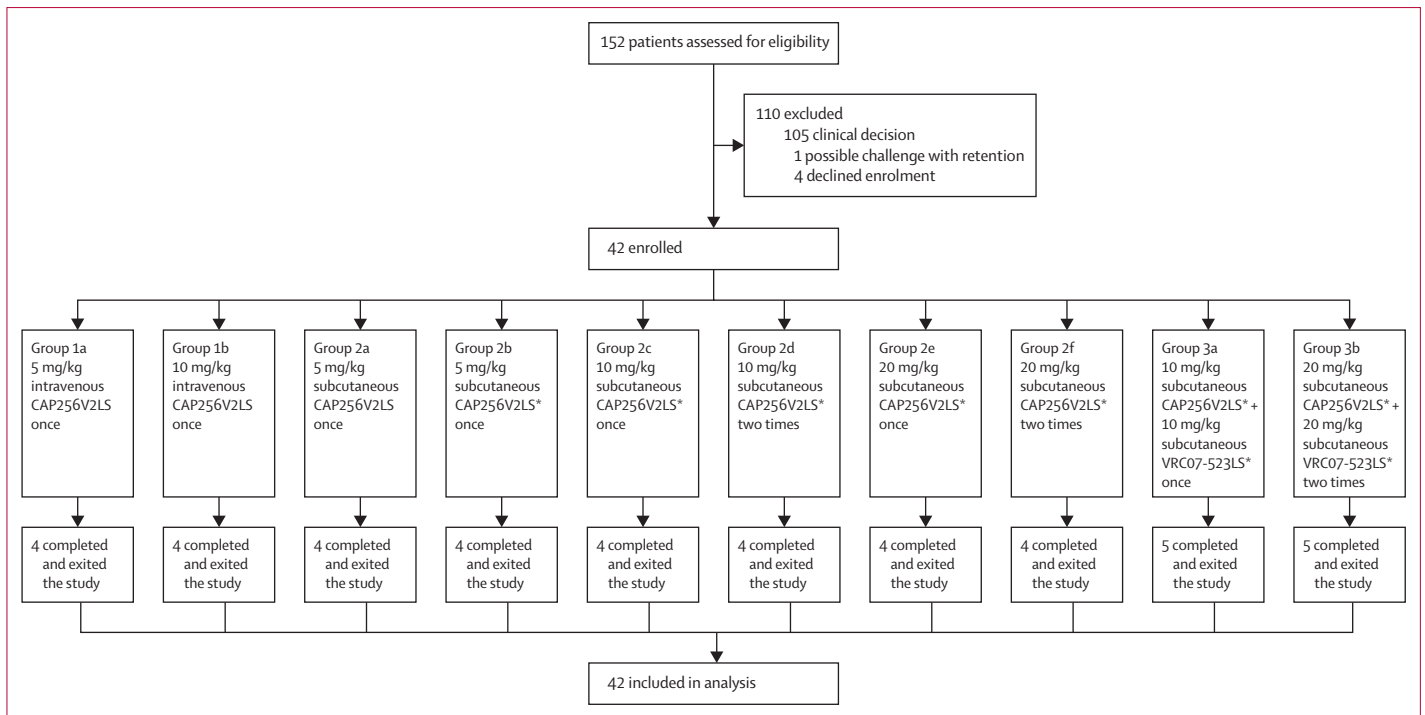 152 patients assessed for eligibility
110 excluded
105 clinical decision
1 possible challenge with retention
4 declined enrolment
42 enrolled
Group 1a
5 mg/kg
intravenous
CAP256V2LS
once
Group 1b
10 mg/kg
intravenous
CAP256V2LS
once
Group 2a
5 mg/kg
subcutaneous
CAP256V2LS
once
Group 2b
5 mg/kg
subcutaneous
CAP256V2LS*
once
Group 2c
10 mg/kg
subcutaneous
CAP256V2LS*
once
Group 2d
10 mg/kg
subcutaneous
CAP256V2LS*
two times
Group 2e
20 mg/kg
subcutaneous
CAP256V2LS*
once
Group 2f
20 mg/kg
subcutaneous
CAP256V2LS*
two times
Group 3a
10 mg/kg
subcutaneous
CAP256V2LS* +
10 mg/kg
subcutaneous
VRC07-523LS*
once
Group 3b
20 mg/kg
subcutaneous
CAP256V2LS* +
20 mg/kg
subcutaneous
VRC07-523LS*
two times
4 completed
and exited
the study
4 completed
and exited
the study
4 completed
and exited
the study
4 completed
and exited
the study
4 completed
and exited
the study
4 completed
and exited
the study
4 completed
and exited
the study
4 completed
and exited
the study
5 completed
and exited
the study
5 completed
and exited
the study
42 included in analysis